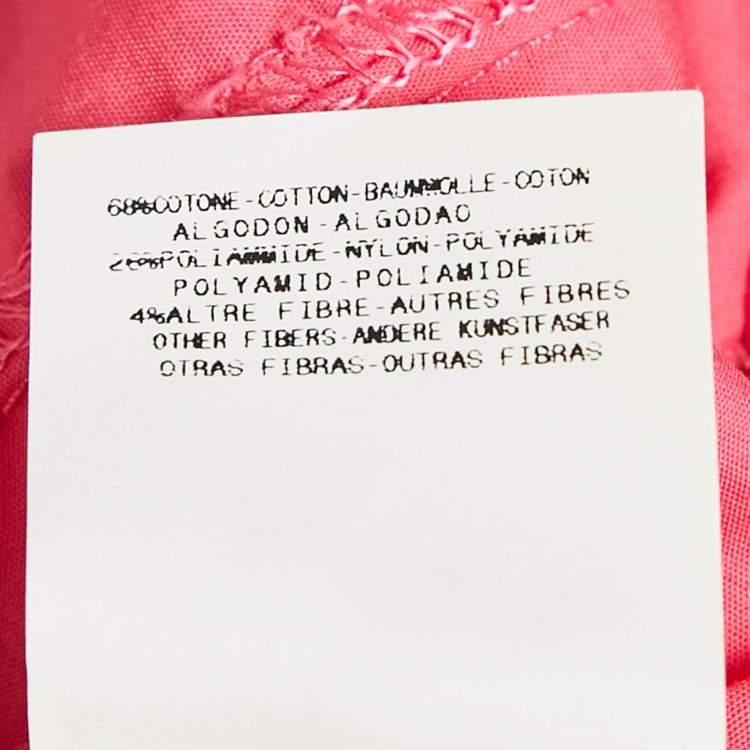 68%COTONE-COTTON-BAUMWOLLE-COTON
ALGODON-ALGODAO
POLIAMMIDE-NYLON-POLYAMIDE
POLYAMID-POLIAMIDE
4%ALTRE FIBRE-AUTRES FIBRES
OTHER FIBERS-ANDERE KUNSTFASER
OTRAS FIBRAS-OUTRAS FIBRAS